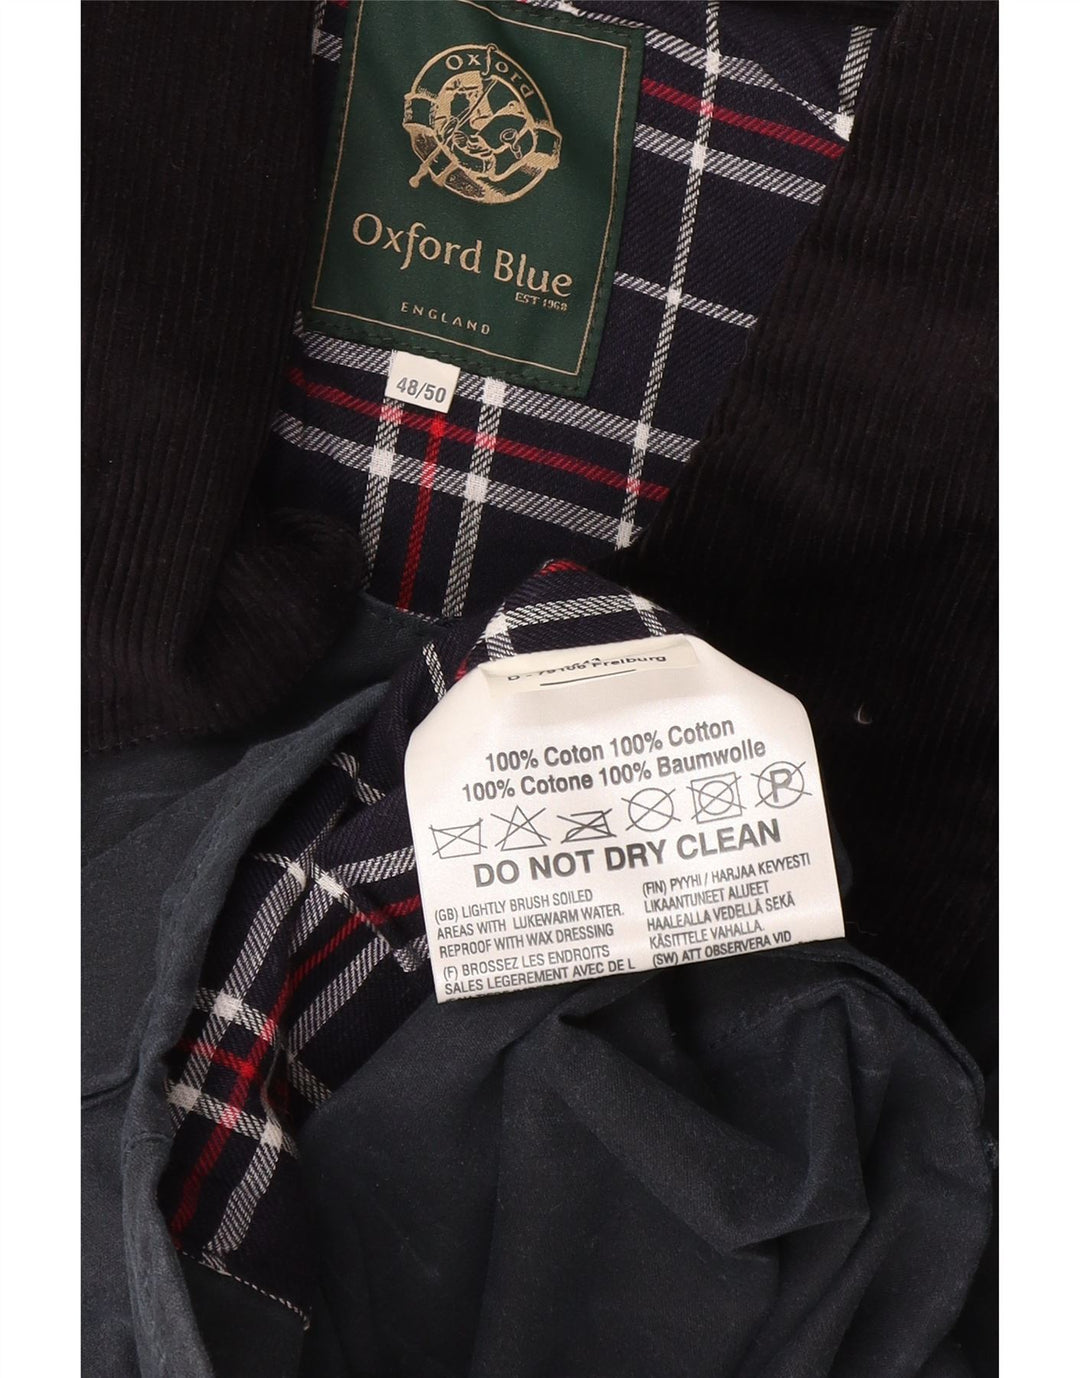 Oxford
Oxford Blue
EST 1968
ENGLAND
48/50
Freiburg
100% Coton 100% Cotton
100% Cotone 100% Baumwolle
P
DO NOT DRY CLEAN
(GB) LIGHTLY BRUSH SOILED
AREAS WITH LUKEWARM WATER.
REPROOF WITH WAX DRESSING
(F) BROSSEZ LES ENDROITS
SALES LEGEREMENT AVEC DE L
(FIN) PYYHI / HARJAA KEVYESTI
LIKAANTUNEET ALUEET
HAALEALLA VEDELLÄ SEKÄ
KÄSITTELE VAHALLA.
(SW) ATT OBSERVERA VID